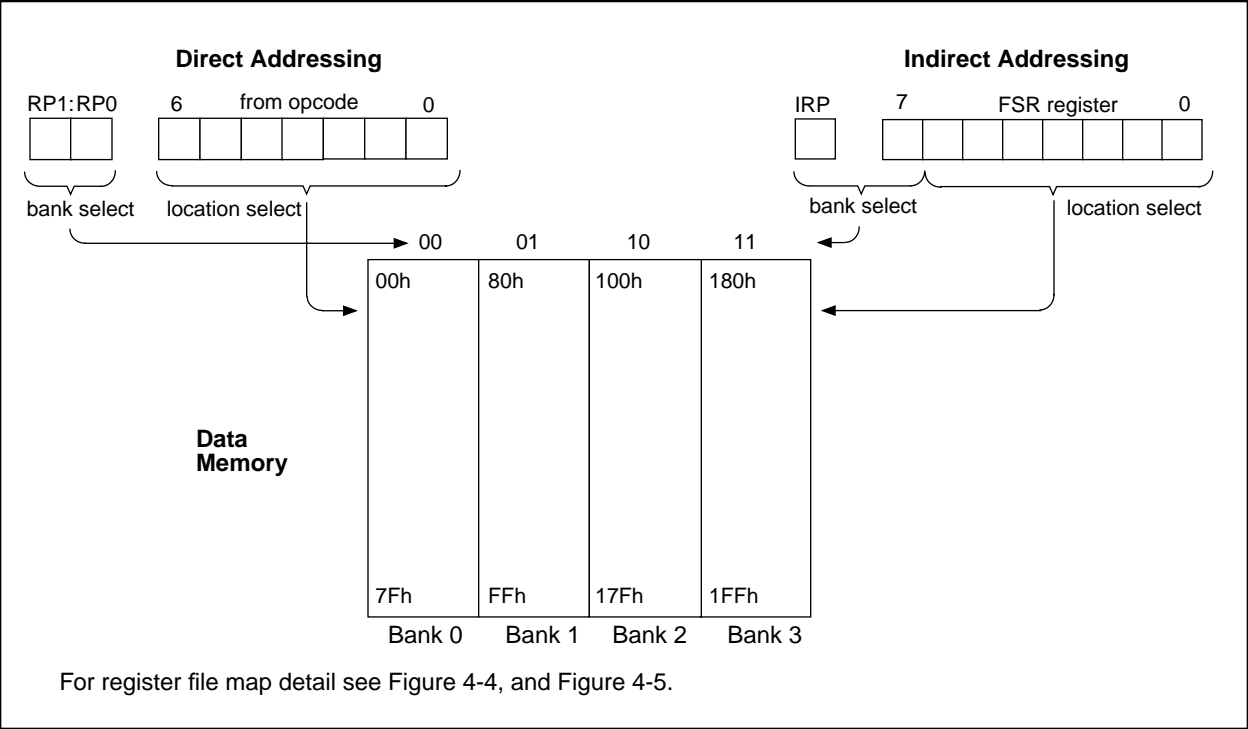 Direct Addressing
Indirect Addressing
RP1:RP0 6 from opcode 0
IRP 7 FSR register 0
bank select location select
bank select location select
00 01 10 11
00h 80h 100h 180h
Data
Memory
7Fh FFh 17Fh 1FFh
Bank 0 Bank 1 Bank 2 Bank 3
For register file map detail see Figure 4-4, and Figure 4-5.